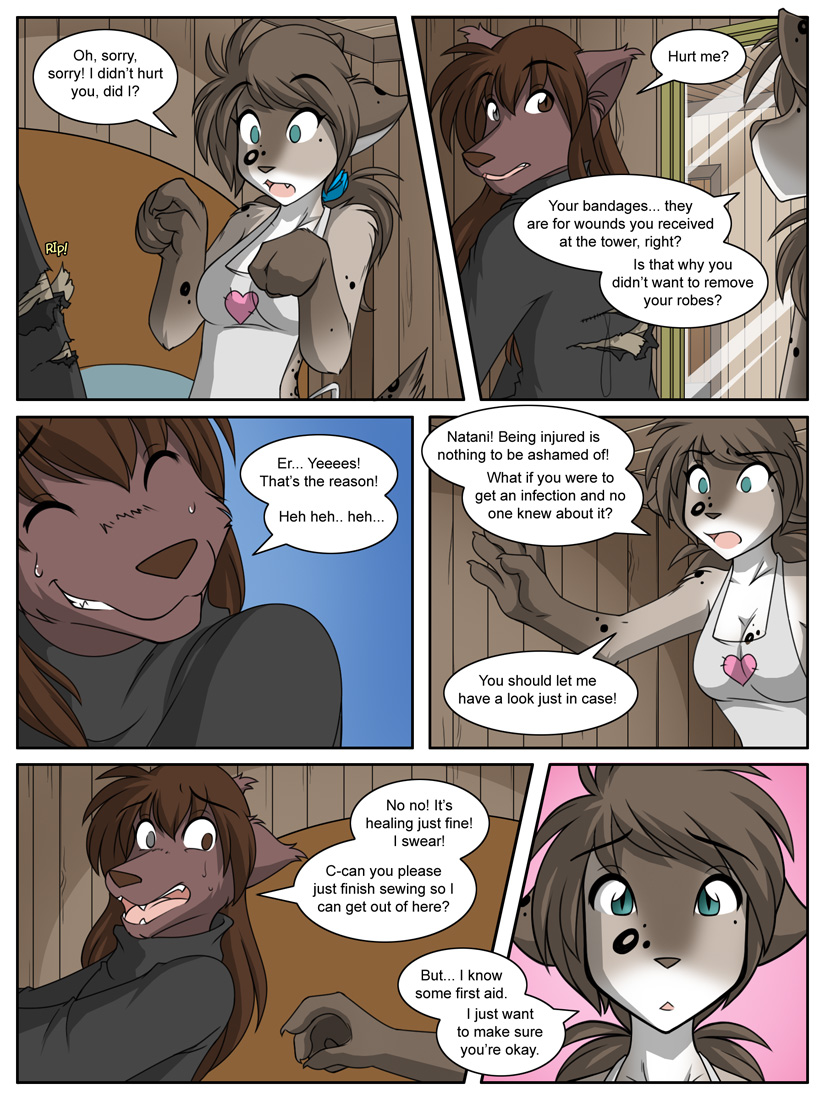 Oh, sorry,
sorry! I didn't hurt
you, did I?
RIp!
Hurt me?
Your bandages... they
are for wounds you received
at the tower, right?
Is that why you
didn't want to remove
your robes?
Er... Yeeees!
That's the reason!
Heh heh.. heh...
Natani! Being injured is
nothing to be ashamed of!
What if you were to
get an infection and no
one knew about it?
You should let me
have a look just in case!
No no! It's
healing just fine!
I swear!
C-can you please
just finish sewing so I
can get out of here?
But... I know
some first aid.
I just want
to make sure
you're okay.